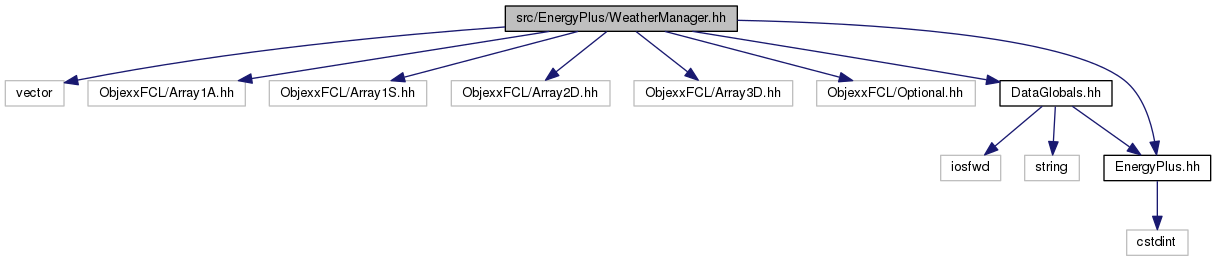 src/EnergyPlus/WeatherManager.hh
vector
ObjexxFCL/Array1A.hh
ObjexxFCL/Array1S.hh
ObjexxFCL/Array2D.hh
ObjexxFCL/Array3D.hh
ObjexxFCL/Optional.hh
DataGlobals.hh
iosfwd
string
EnergyPlus.hh
cstdint